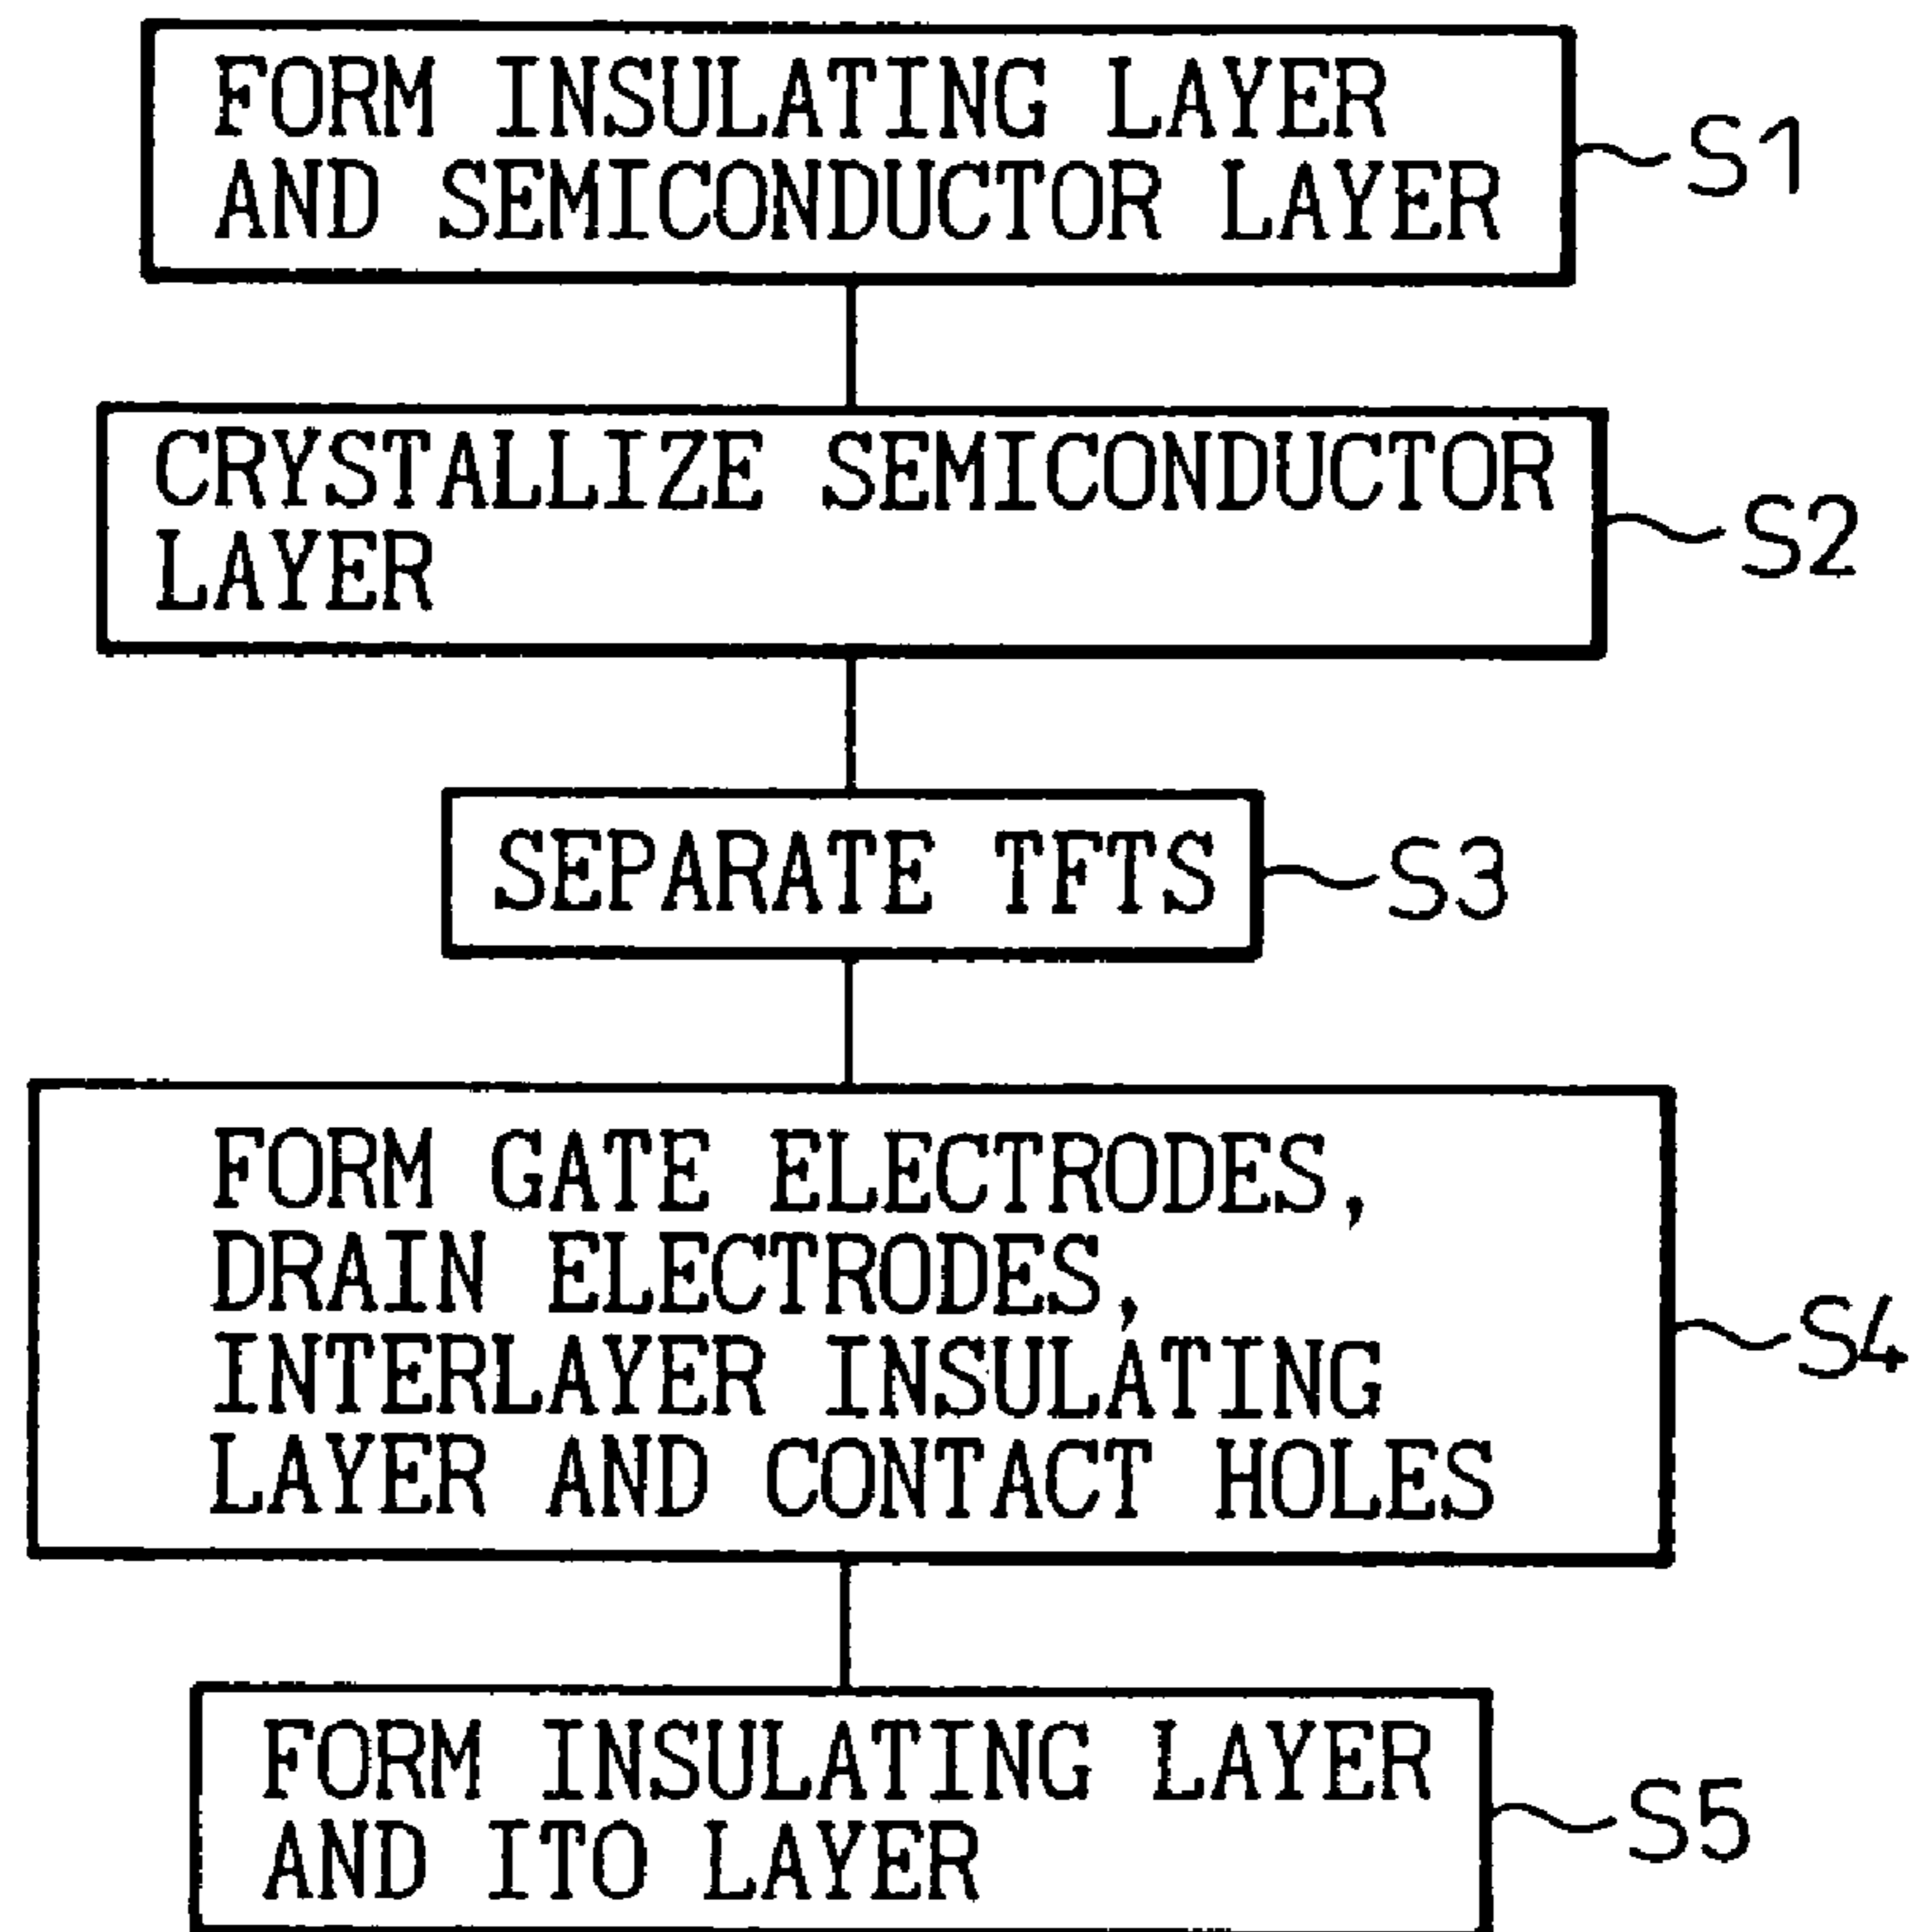 FORM INSULATING LAYER
AND SEMICONDUCTOR LAYER
S1
CRYSTALLIZE SEMICONDUCTOR
LAYER
S2
SEPARATE TFTS
S3
FORM GATE ELECTRODES,
DRAIN ELECTRODES,
INTERLAYER INSULATING
LAYER AND CONTACT HOLES
S4
FORM INSULATING LAYER
AND ITO LAYER
S5